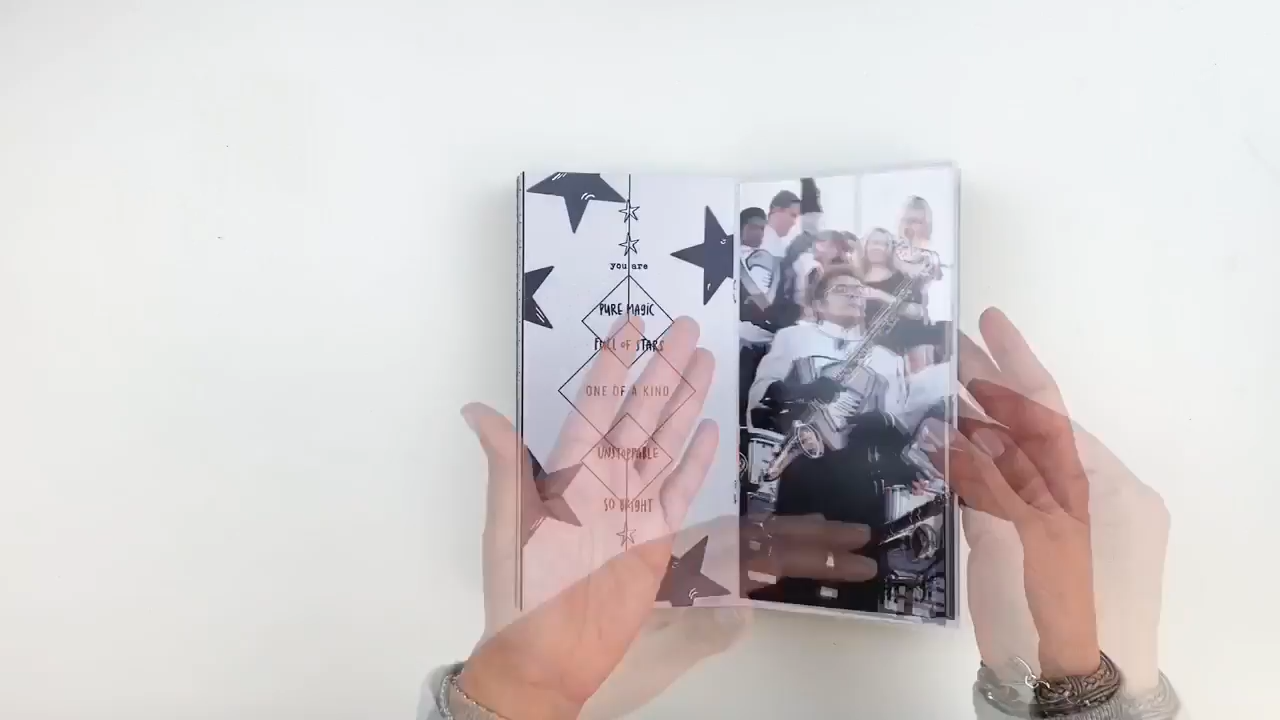 you are
PURE MAGIC
FULL OF STARS
ONE OF A KIND
UNSTOPPABLE
SO BRIGHT